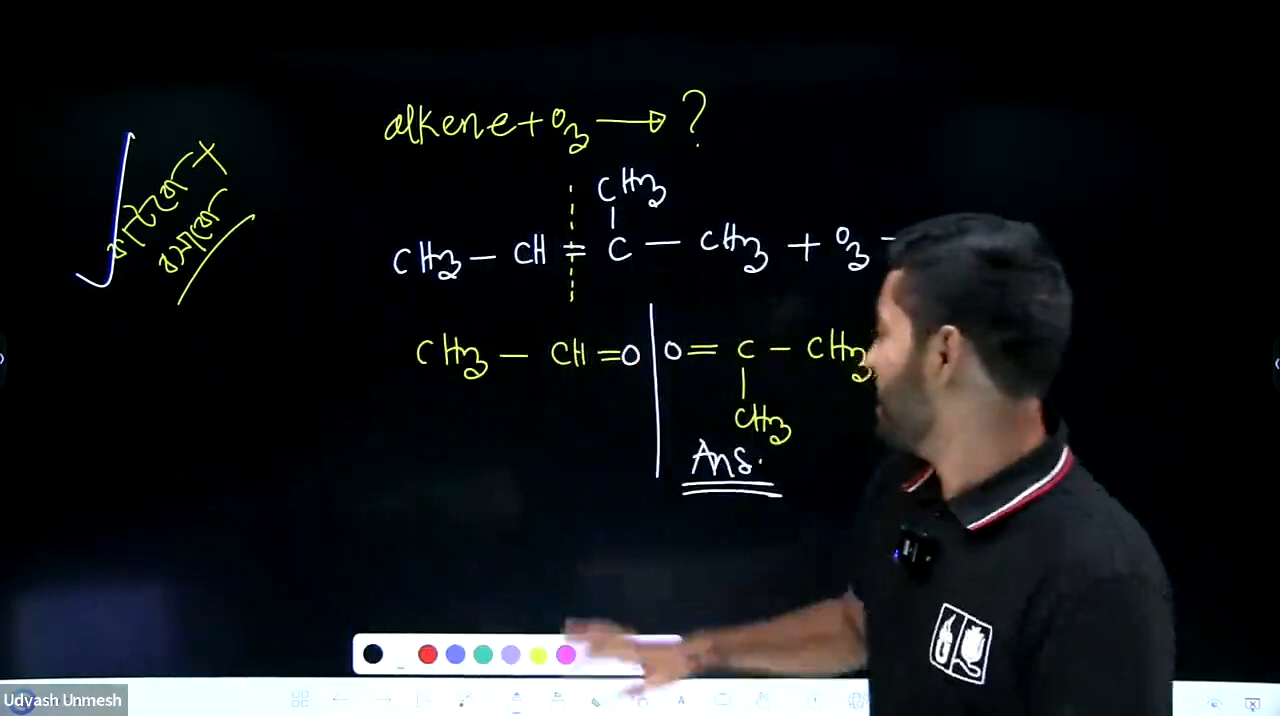 alkene + O3 → ?
CH3
CH3 — CH = C — CH3 + O3
CH3 — CH = O | O = C — CH3
CH3
Ans.
Udvash Unmesh